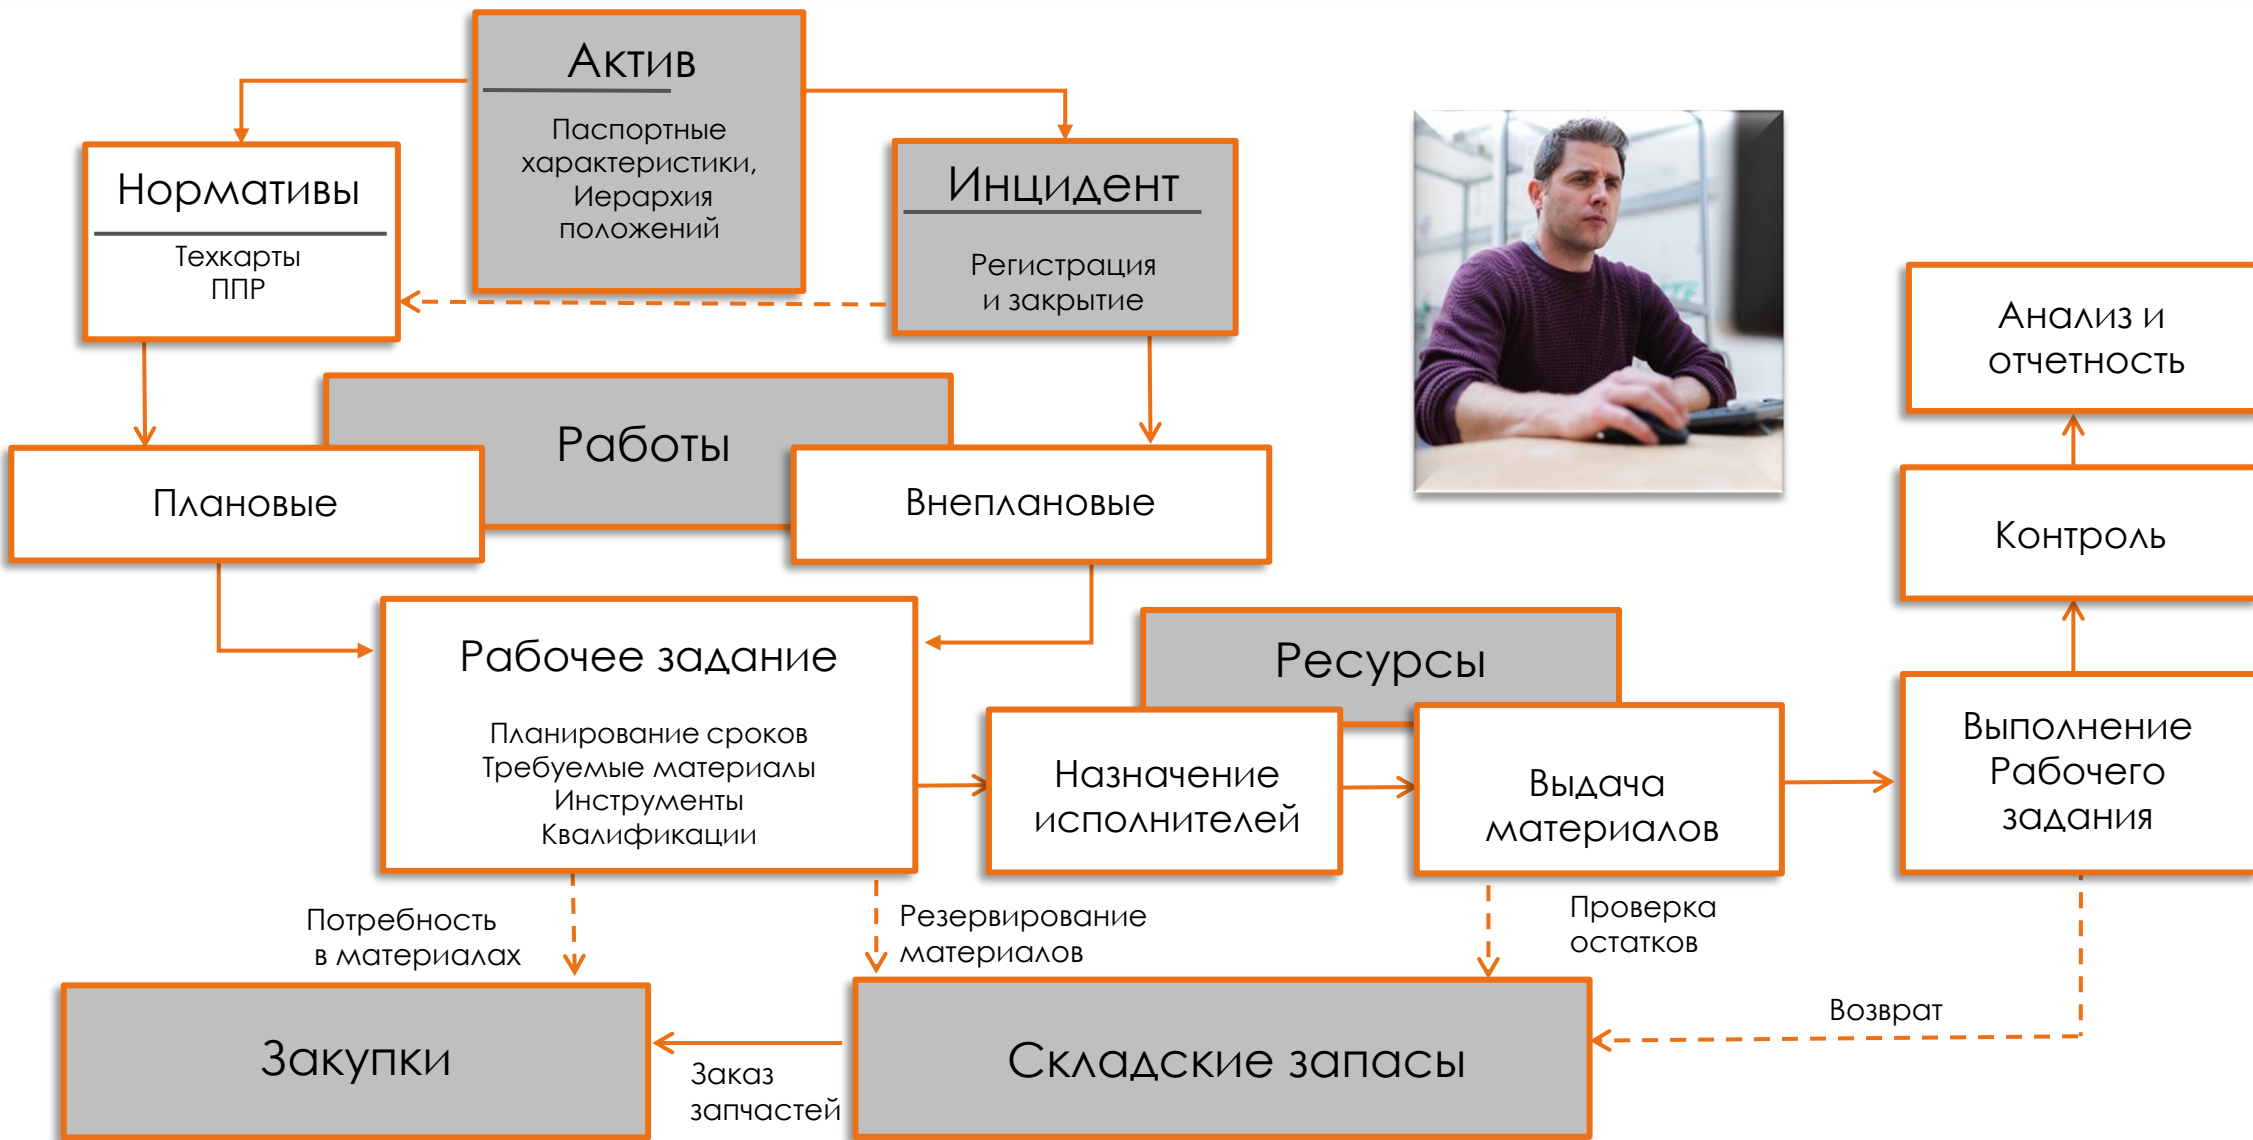 Актив
Паспортные
характеристики,
Иерархия
положений
Нормативы
Техкарты
ППР
Инцидент
Регистрация
и закрытие
Работы
Плановые
Внеплановые
Рабочее задание
Планирование сроков
Требуемые материалы
Инструменты
Квалификации
Ресурсы
Назначение
исполнителей
Выдача
материалов
Анализ и
отчетность
Контроль
Выполнение
Рабочего
задания
Потребность
в материалах
Резервирование
материалов
Проверка
остатков
Возврат
Закупки
Заказ
запчастей
Складские запасы